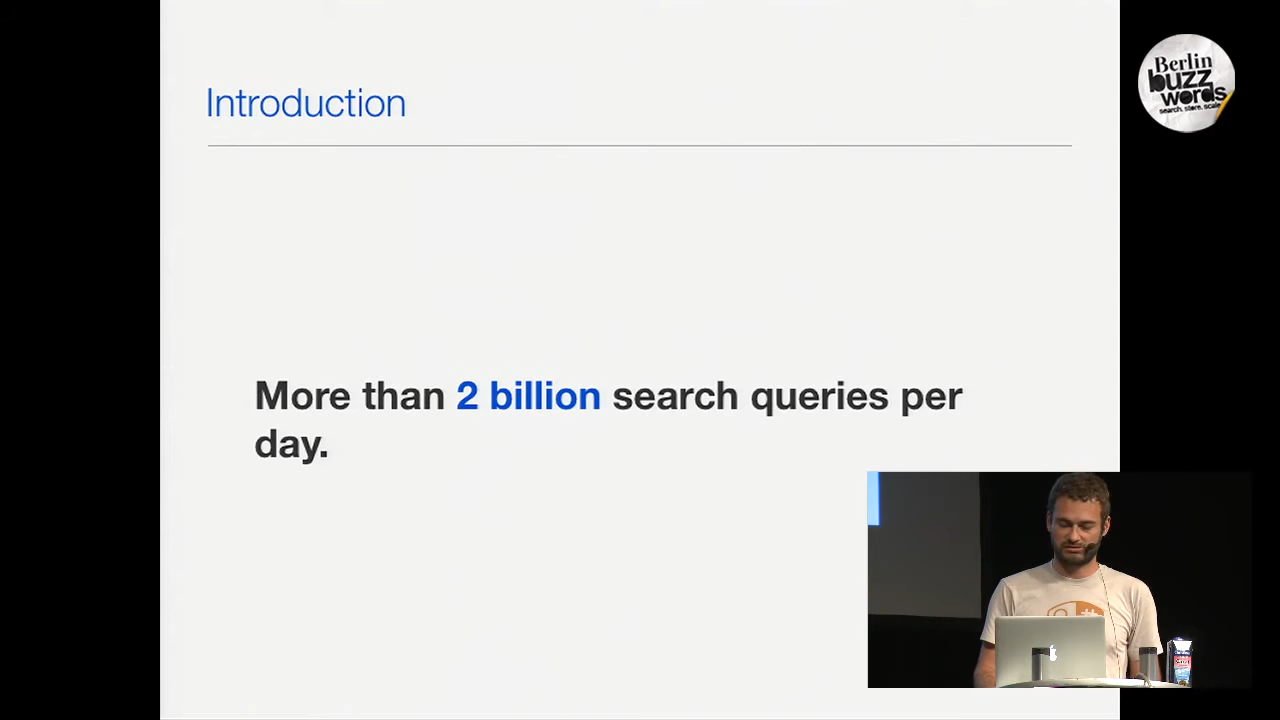 Introduction
More than 2 billion search queries per
day.
Berlin
buzz
words
search. store. scale